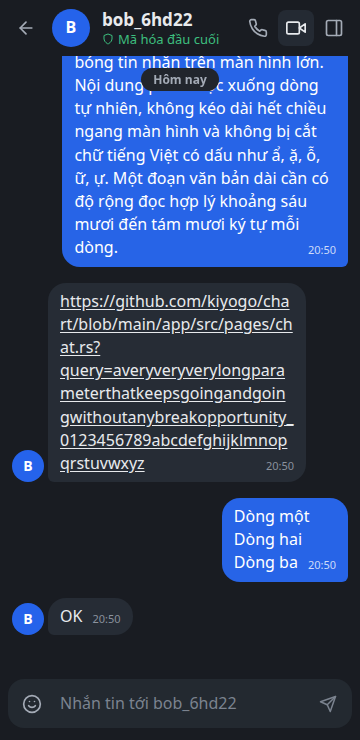 bob_6hd22
Mã hóa đầu cuối
bóng tin nhắn trên màn hình lớn.
Hôm nay
Nội dung xuống dòng
tự nhiên, không kéo dài hết chiều
ngang màn hình và không bị cắt
chữ tiếng Việt có dấu như ẩ, ặ, ỗ,
ữ, ự. Một đoạn văn bản dài cần có
độ rộng đọc hợp lý khoảng sáu
mươi đến tám mươi ký tự mỗi
dòng.
20:50
https://github.com/kiyogo/cha
rt/blob/main/app/src/pages/ch
at.rs?
query=averyveryverylongpara
meterthatkeepsgoingandgoin
gwithoutanybreakopportunity_
0123456789abcdefghijklmnop
qrstuvwxyz
20:50
B
Dòng một
Dòng hai
Dòng ba 20:50
B
OK 20:50
Nhắn tin tới bob_6hd22